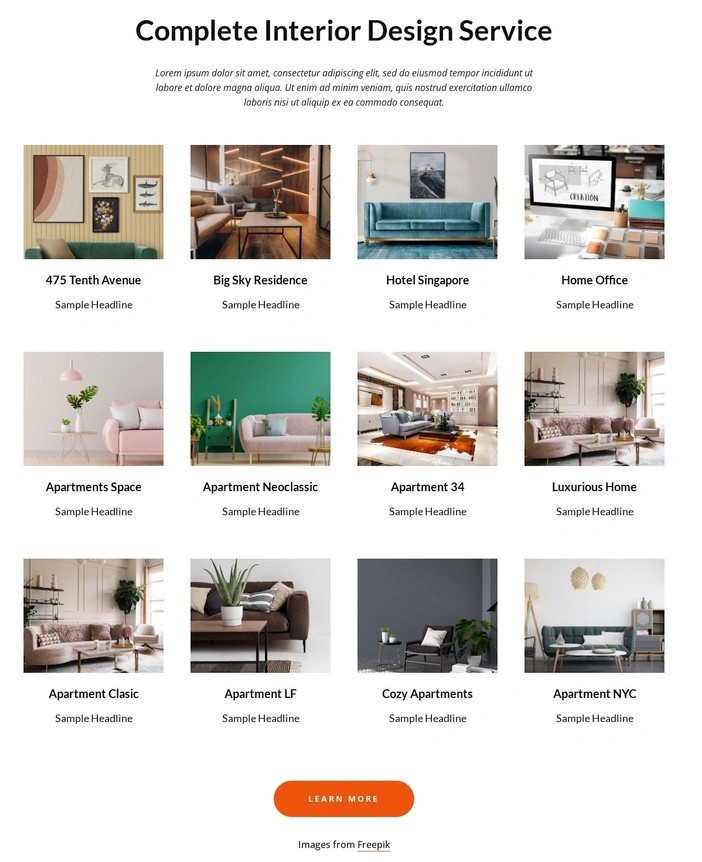 Complete Interior Design Service
Lorem ipsum dolor sit amet, consectetur adipiscing elit, sed do eiusmod tempor incididunt ut
labore et dolore magna aliqua. Ut enim ad minim veniam, quis nostrud exercitation ullamco
laboris nisi ut aliquip ex ea commodo consequat.
CREATION
475 Tenth Avenue
Big Sky Residence
Hotel Singapore
Home Office
Sample Headline
Sample Headline
Sample Headline
Sample Headline
Apartments Space
Apartment Neoclassic
Apartment 34
Luxurious Home
Sample Headline
Sample Headline
Sample Headline
Sample Headline
Apartment Clasic
Apartment LF
Cozy Apartments
Apartment NYC
Sample Headline
Sample Headline
Sample Headline
Sample Headline
LEARN MORE
Images from Freepik